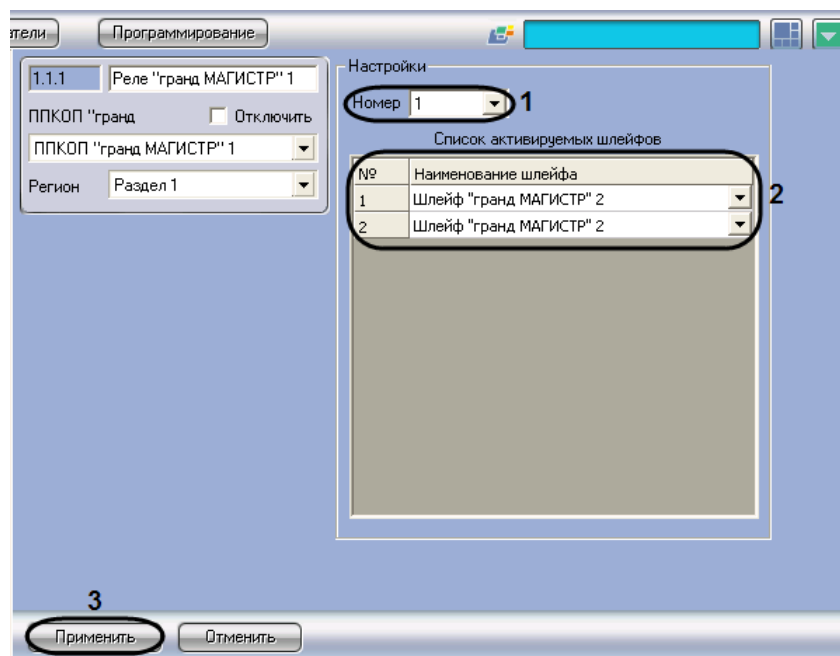 тели
Программирование
1.1.1 Реле "гранд МАГИСТР" 1
ППКОП "гранд Отключить
ППКОП "гранд МАГИСТР" 1
Регион Раздел 1
Настройки
Номер 1 1
Список активируемых шлейфов
№ Наименование шлейфа
1 Шлейф "гранд МАГИСТР" 2
2 Шлейф "гранд МАГИСТР" 2
2
3
Применить Отменить